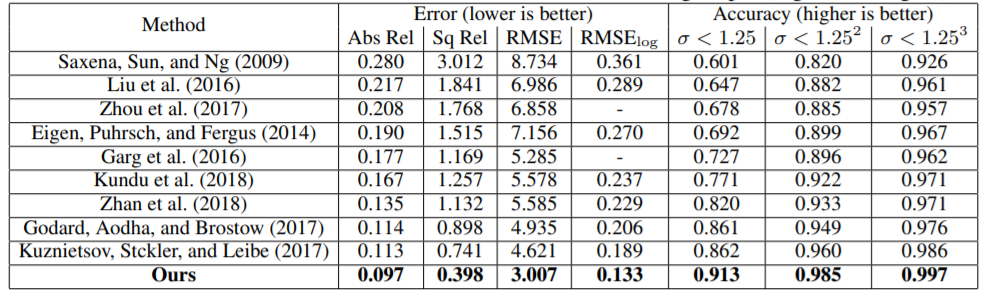 Method Error (lower is better) Accuracy (higher is better)
Abs Rel Sq Rel RMSE RMSElog σ < 1.25 σ < 1.25² σ < 1.25³
Saxena, Sun, and Ng (2009) 0.280 3.012 8.734 0.361 0.601 0.820 0.926
Liu et al. (2016) 0.217 1.841 6.986 0.289 0.647 0.882 0.961
Zhou et al. (2017) 0.208 1.768 6.858 - 0.678 0.885 0.957
Eigen, Puhrsch, and Fergus (2014) 0.190 1.515 7.156 0.270 0.692 0.899 0.967
Garg et al. (2016) 0.177 1.169 5.285 - 0.727 0.896 0.962
Kundu et al. (2018) 0.167 1.257 5.578 0.237 0.771 0.922 0.971
Zhan et al. (2018) 0.135 1.132 5.585 0.229 0.820 0.933 0.971
Godard, Aodha, and Brostow (2017) 0.114 0.898 4.935 0.206 0.861 0.949 0.976
Kuznietsov, Stckler, and Leibe (2017) 0.113 0.741 4.621 0.189 0.862 0.960 0.986
Ours 0.097 0.398 3.007 0.133 0.913 0.985 0.997